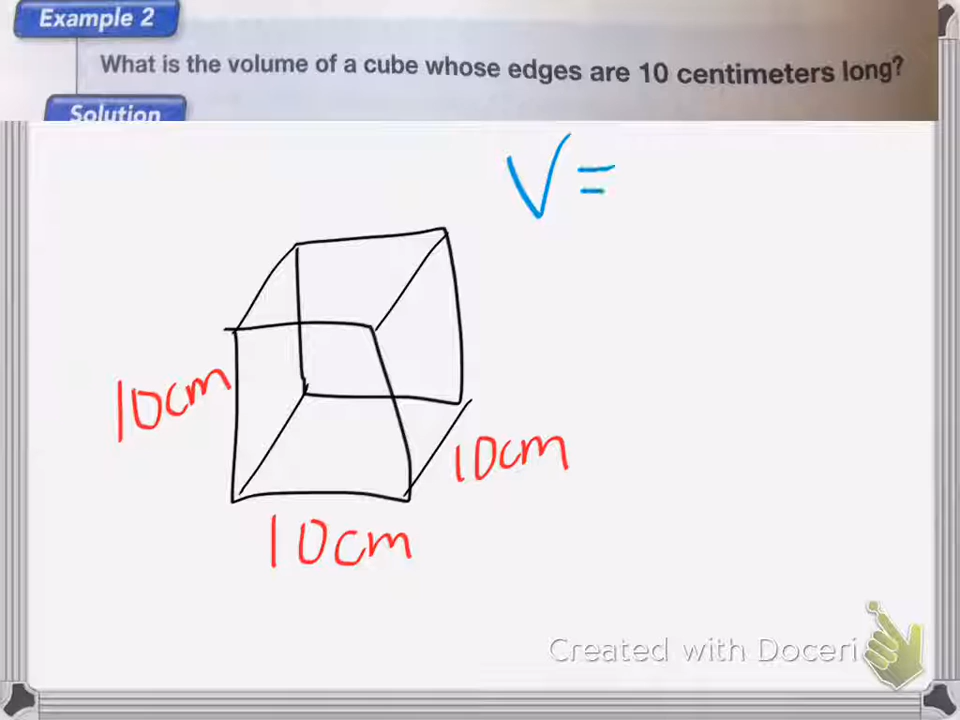 Example 2
What is the volume of a cube whose edges are 10 centimeters long?
Solution
V =
10cm
10cm
10cm
Created with Doceri